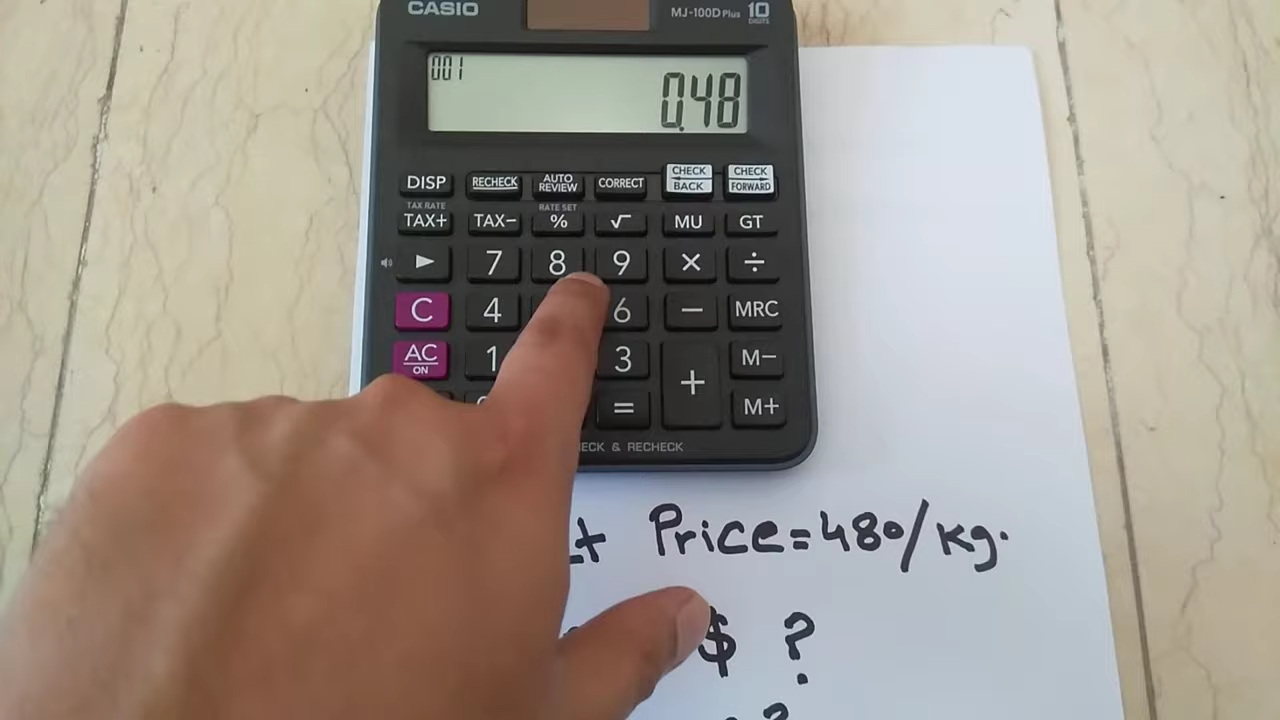 CASIO MJ-100D Plus 10 DIGITS
001 0.48
DISP RECHECK AUTO REVIEW CORRECT CHECK BACK CHECK FORWARD
TAX RATE RATE SET
TAX+ TAX− % √ MU GT
► 7 8 9 × ÷
C 4 6 − MRC
AC ON 1 3 + M−
= M+
& RECHECK
Price=480/kg.
$ ?
?